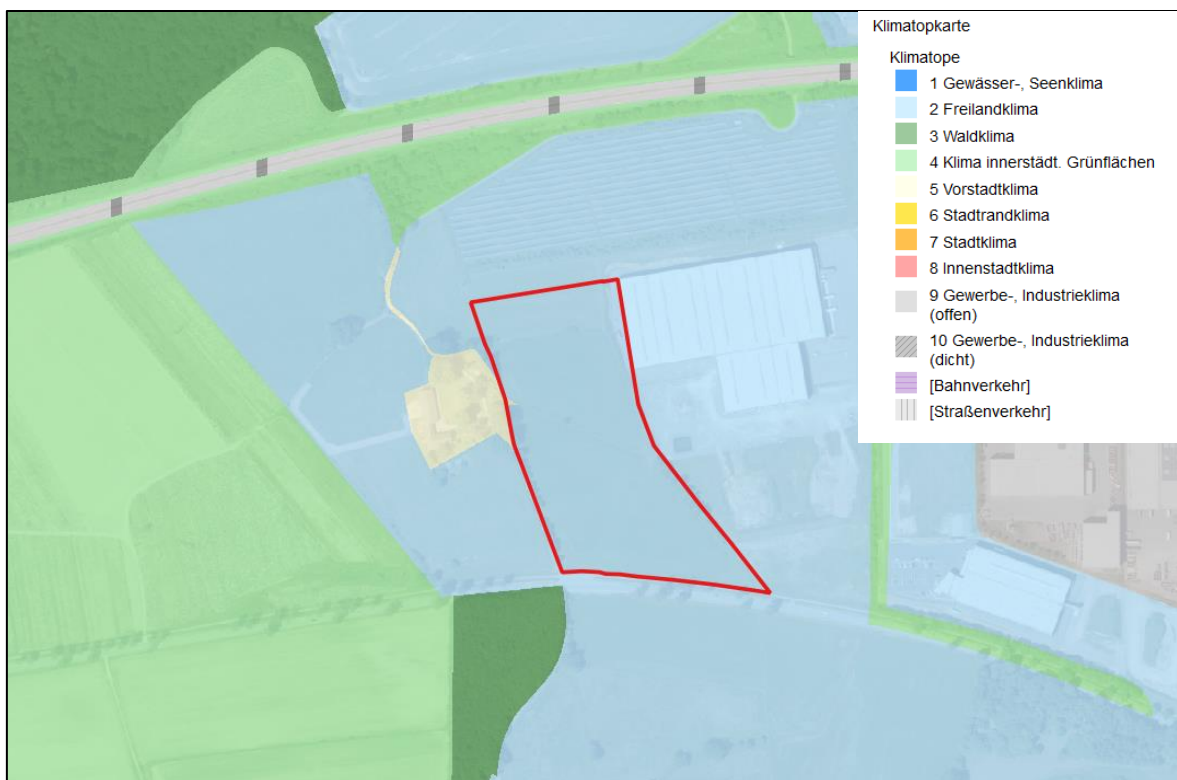 Klimatopkarte
Klimatope
1 Gewässer-, Seenklima
2 Freilandklima
3 Waldklima
4 Klima innerstädt. Grünflächen
5 Vorstadtklima
6 Stadtrandklima
7 Stadtklima
8 Innenstadtklima
9 Gewerbe-, Industrieklima
(offen)
10 Gewerbe-, Industrieklima
(dicht)
[Bahnverkehr]
[Straßenverkehr]